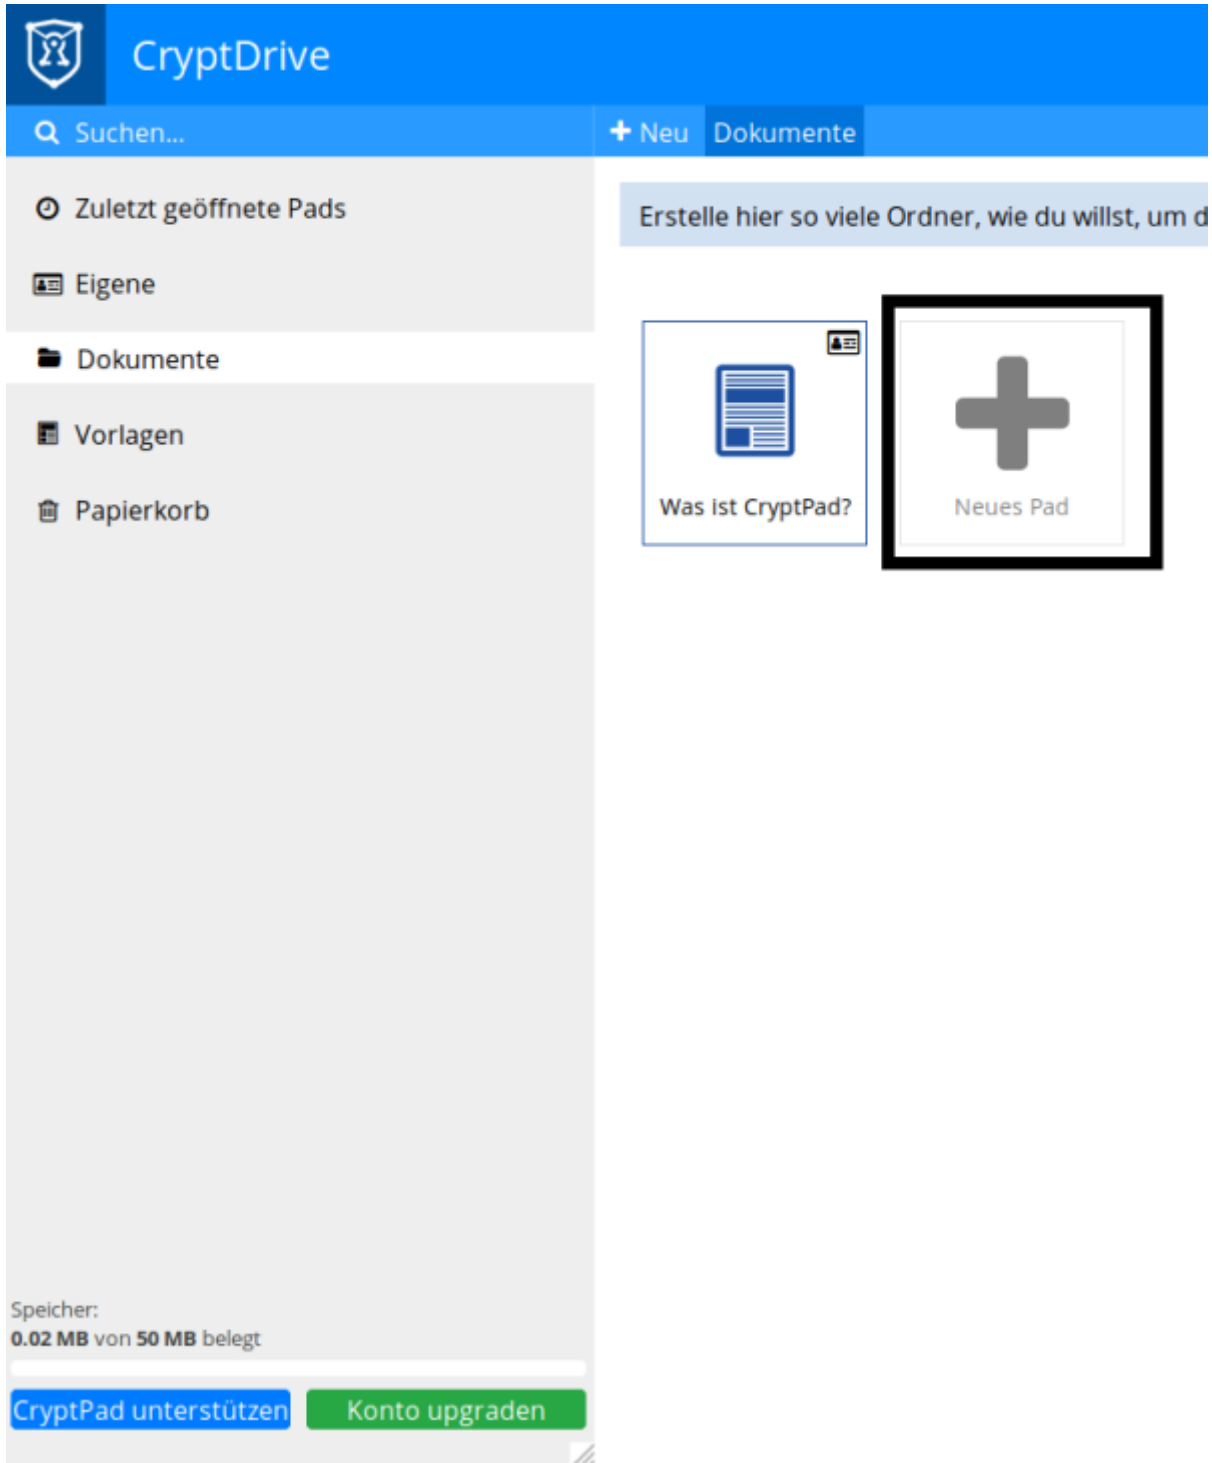 CryptDrive
Suchen...
Neu Dokumente
Zuletzt geöffnete Pads
Eigene
Dokumente
Vorlagen
Papierkorb
Erstelle hier so viele Ordner, wie du willst, um d
Was ist CryptPad?
Neues Pad
Speicher:
0.02 MB von 50 MB belegt
CryptPad unterstützen
Konto upgraden